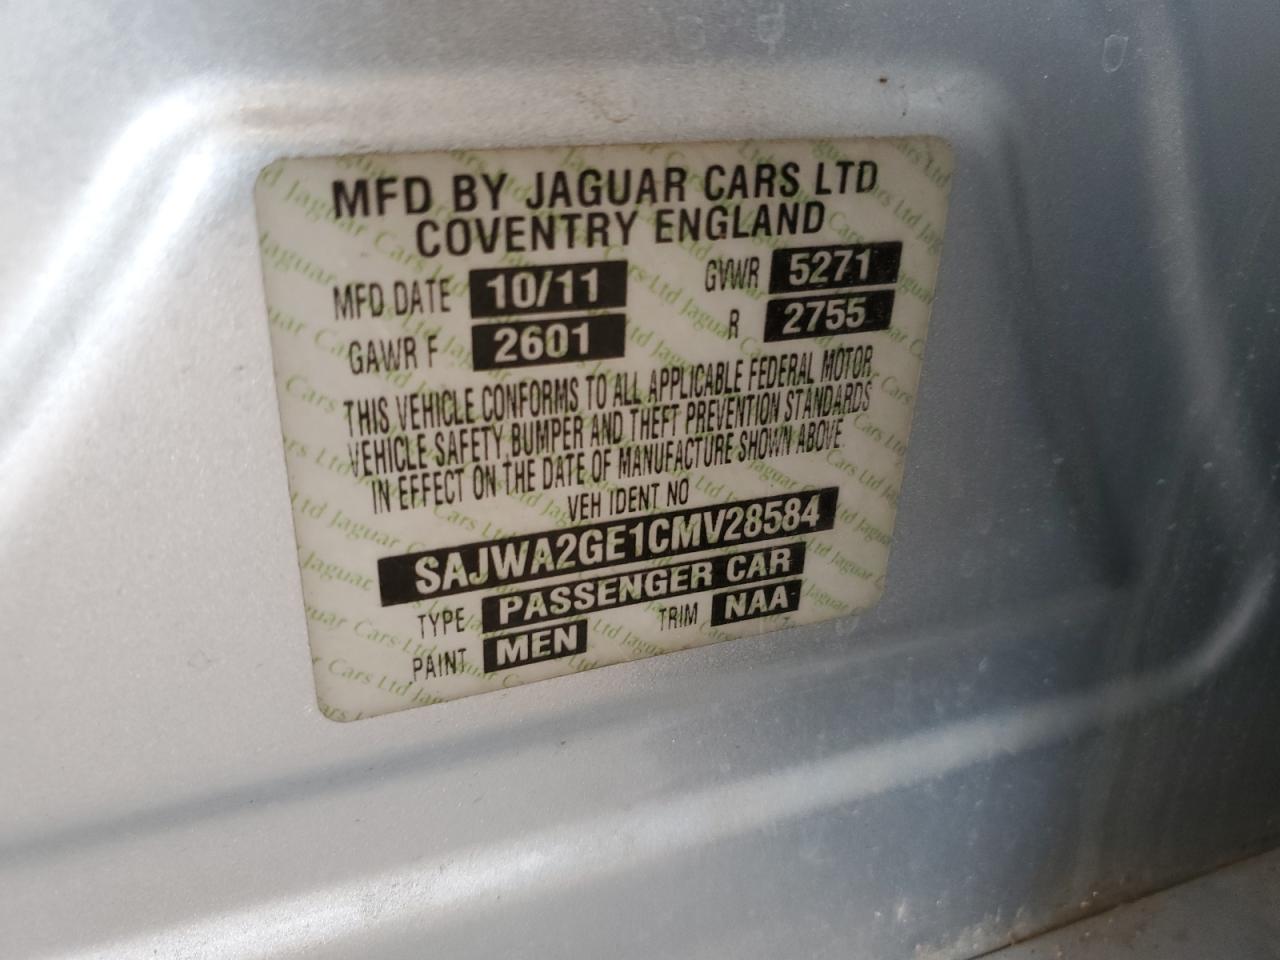 MFD BY JAGUAR CARS LTD
COVENTRY ENGLAND
MFD DATE 10/11 GVWR 5271
GAWR F 2601 R 2755
THIS VEHICLE CONFORMS TO ALL APPLICABLE FEDERAL MOTOR
VEHICLE SAFETY, BUMPER AND THEFT PREVENTION STANDARDS
IN EFFECT ON THE DATE OF MANUFACTURE SHOWN ABOVE.
VEH IDENT NO
SAJWA2GE1CMV28584
TYPE PASSENGER CAR
PAINT MEN TRIM NAA